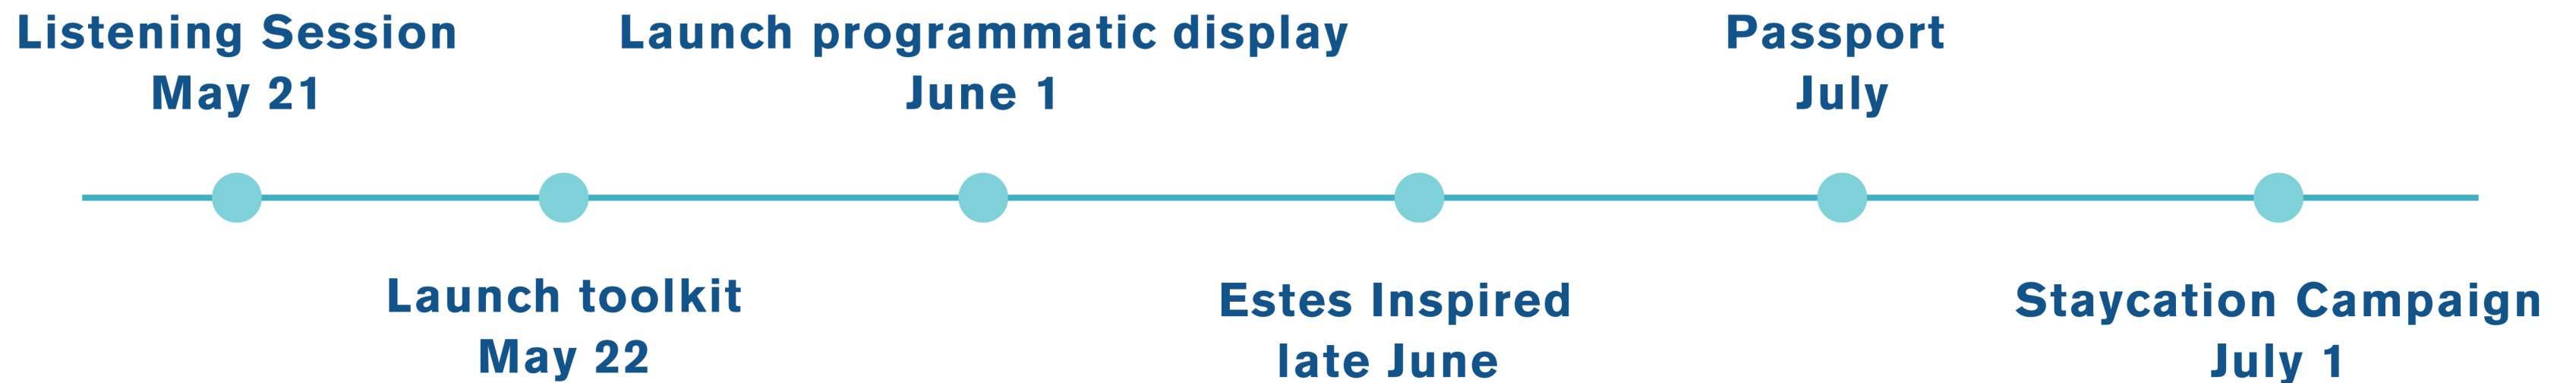 Listening Session
May 21
Launch toolkit
May 22
Launch programmatic display
June 1
Estes Inspired
late June
Passport
July
Staycation Campaign
July 1